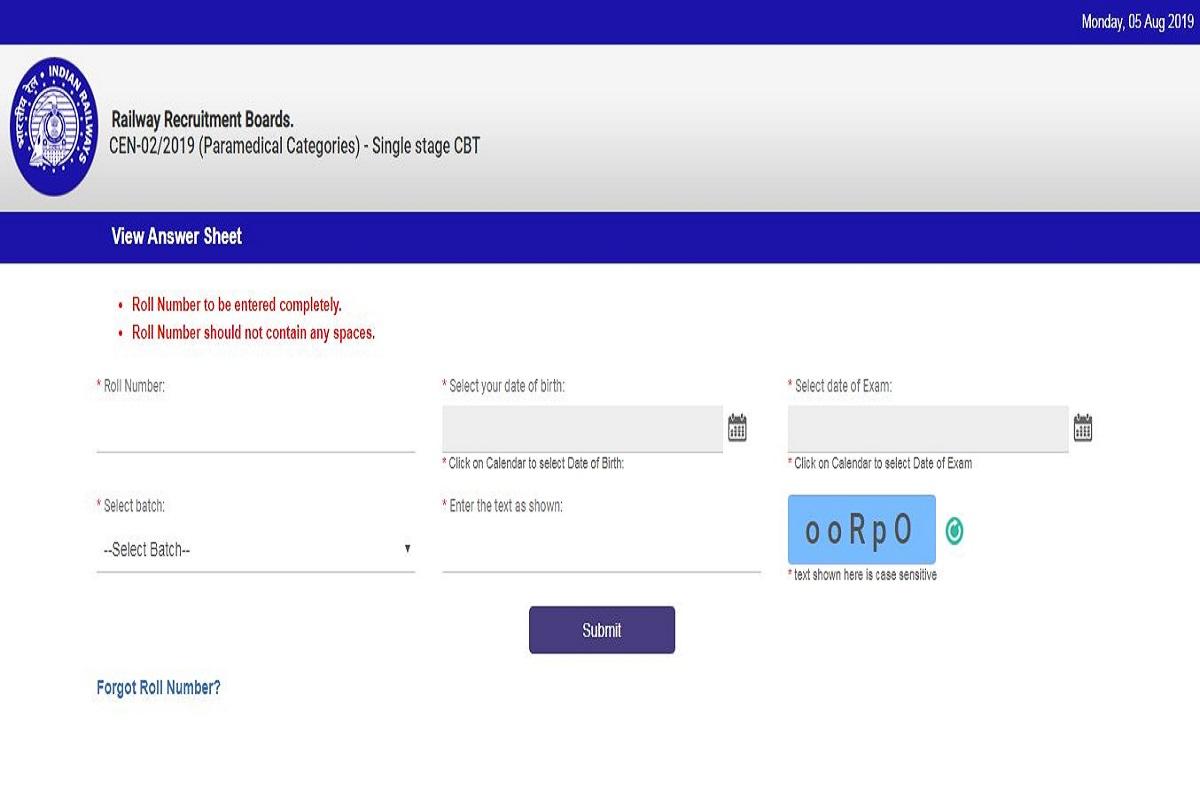 Monday, 05 Aug 2019
भारतीय रेल • INDIAN RAILWAYS
Railway Recruitment Boards.
CEN-02/2019 (Paramedical Categories) - Single stage CBT
View Answer Sheet
• Roll Number to be entered completely.
• Roll Number should not contain any spaces.
* Roll Number:
* Select your date of birth:
* Select date of Exam:
* Click on Calendar to select Date of Birth:
* Click on Calendar to select Date of Exam
* Select batch:
* Enter the text as shown:
--Select Batch--
ooRpO
* text shown here is case sensitive
Submit
Forgot Roll Number?